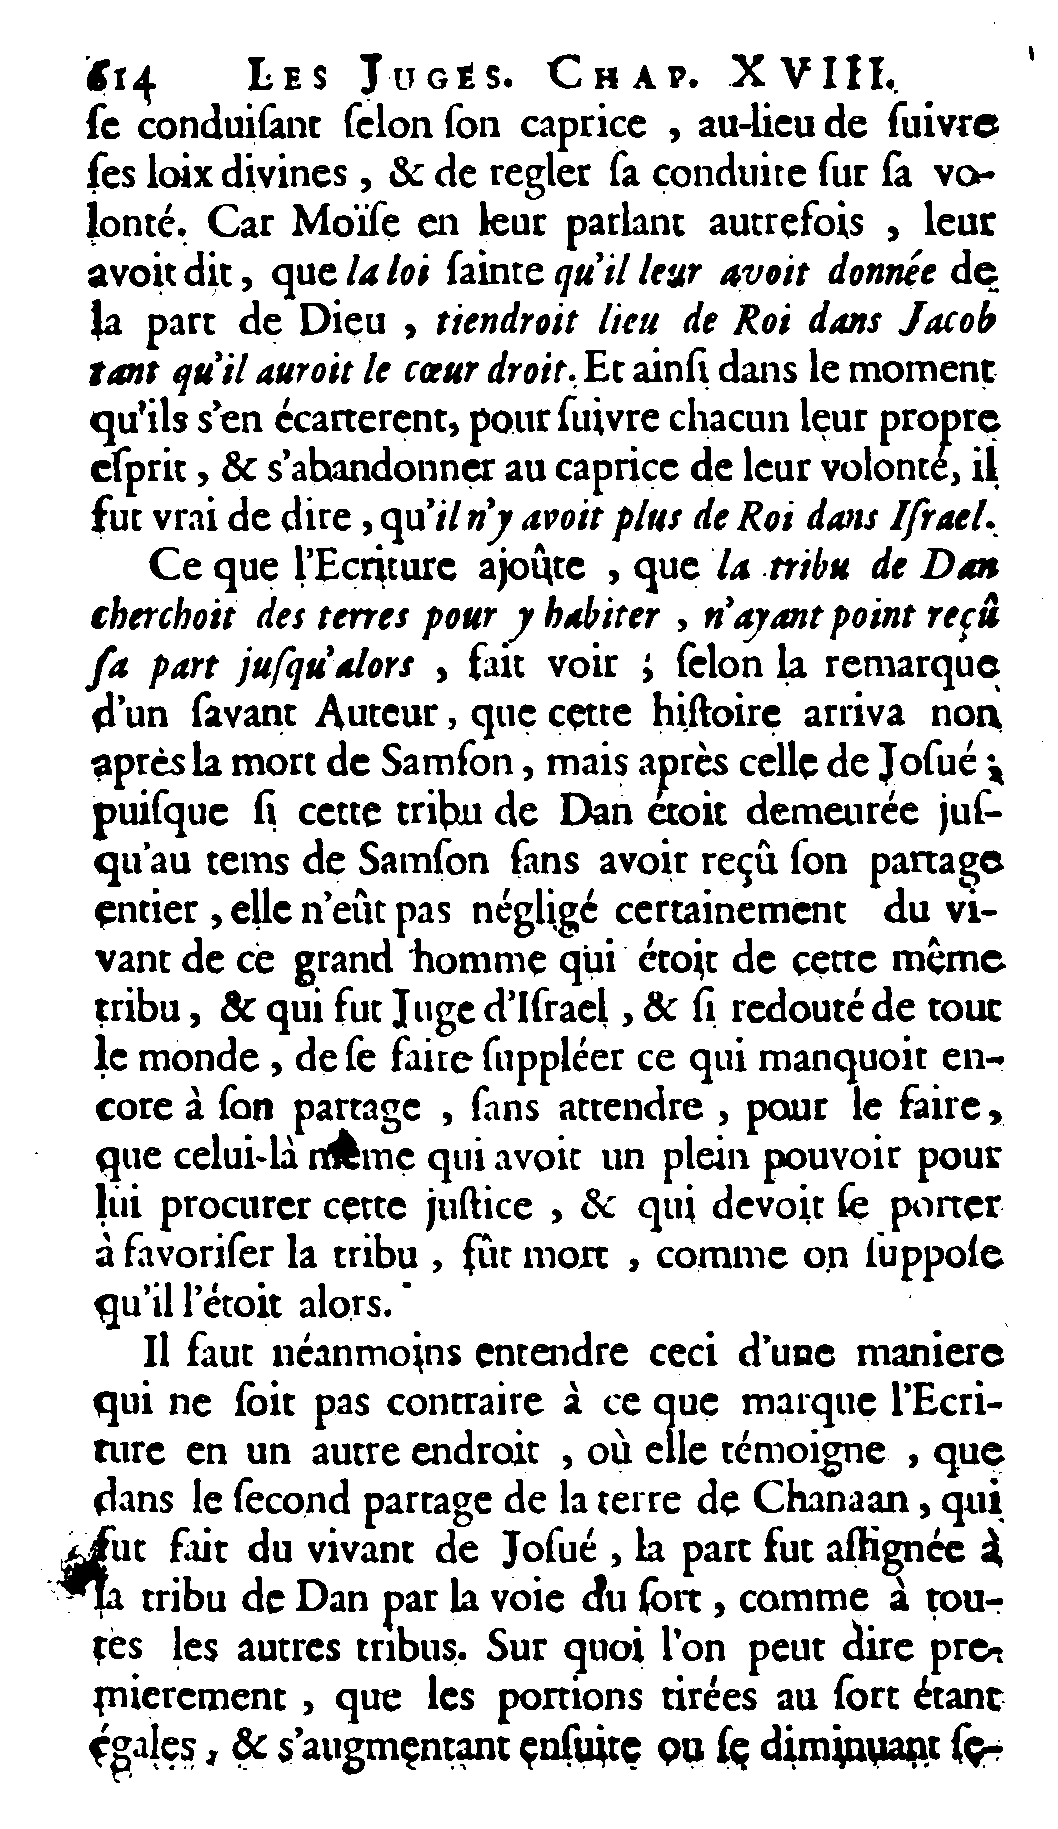 614 LES JUGES. CHAP. XVIII.
ſe conduiſant ſelon ſon caprice , au-lieu de ſuivre
ſes loix divines , & de regler ſa conduite ſur ſa vo-
lonté. Car Moïſe en leur parlant autrefois , leur
avoit dit , que la loi ſainte qu'il leur avoit donnée de
la part de Dieu , tiendroit lieu de Roi dans Jacob
tant qu'il auroit le cœur droit. Et ainſi dans le moment
qu'ils s'en écarterent, pour ſuivre chacun leur propre
eſprit , & s'abandonner au caprice de leur volonté, il
fut vrai de dire , qu'il n'y avoit plus de Roi dans Iſrael.
Ce que l'Ecriture ajoûte , que la tribu de Dan
cherchoit des terres pour y habiter , n'ayant point reçû
ſa part juſqu'alors , fait voir ; ſelon la remarque
d'un ſavant Auteur , que cette hiſtoire arriva non
après la mort de Samſon , mais après celle de Joſué ;
puiſque ſi cette tribu de Dan étoit demeurée juſ-
qu'au tems de Samſon ſans avoir reçû ſon partage
entier , elle n'eût pas négligé certainement du vi-
vant de ce grand homme qui étoit de cette même
tribu , & qui fut Juge d'Iſrael , & ſi redouté de tout
le monde , de ſe faire ſuppléer ce qui manquoit en-
core à ſon partage , ſans attendre , pour le faire,
que celui-là même qui avoit un plein pouvoir pour
lui procurer cette juſtice , & qui devoit ſe porter
à favoriſer la tribu , fût mort , comme on ſuppoſe
qu'il l'étoit alors.
Il faut néanmoins entendre ceci d'une maniere
qui ne ſoit pas contraire à ce que marque l'Ecri-
ture en un autre endroit , où elle témoigne , que
dans le ſecond partage de la terre de Chanaan , qui
fut fait du vivant de Joſué , la part fut aſſignée à
la tribu de Dan par la voie du ſort , comme à tou-
tes les autres tribus. Sur quoi l'on peut dire pre-
mierement , que les portions tirées au ſort étant
égales , & s'augmentant enſuite ou ſe diminuant ſe-